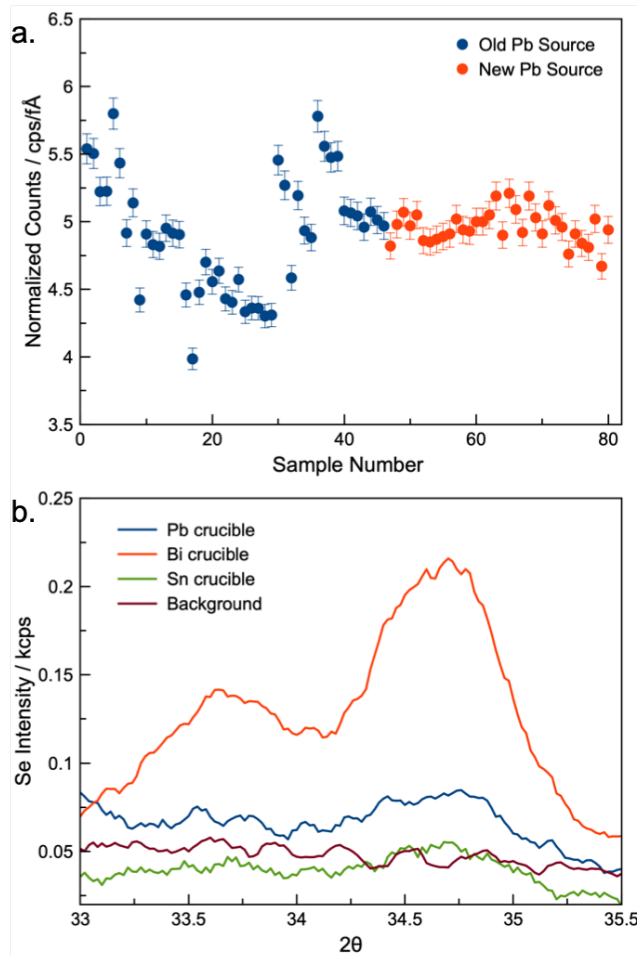 a.
6.5
6
5.5
5
4.5
4
3.5
Normalized Counts / cps/fÅ
Old Pb Source
New Pb Source
0 20 40 60 80
Sample Number
b.
0.25
0.2
0.15
0.1
0.05
Se Intensity / kcps
Pb crucible
Bi crucible
Sn crucible
Background
33 33.5 34 34.5 35 35.5
2θ